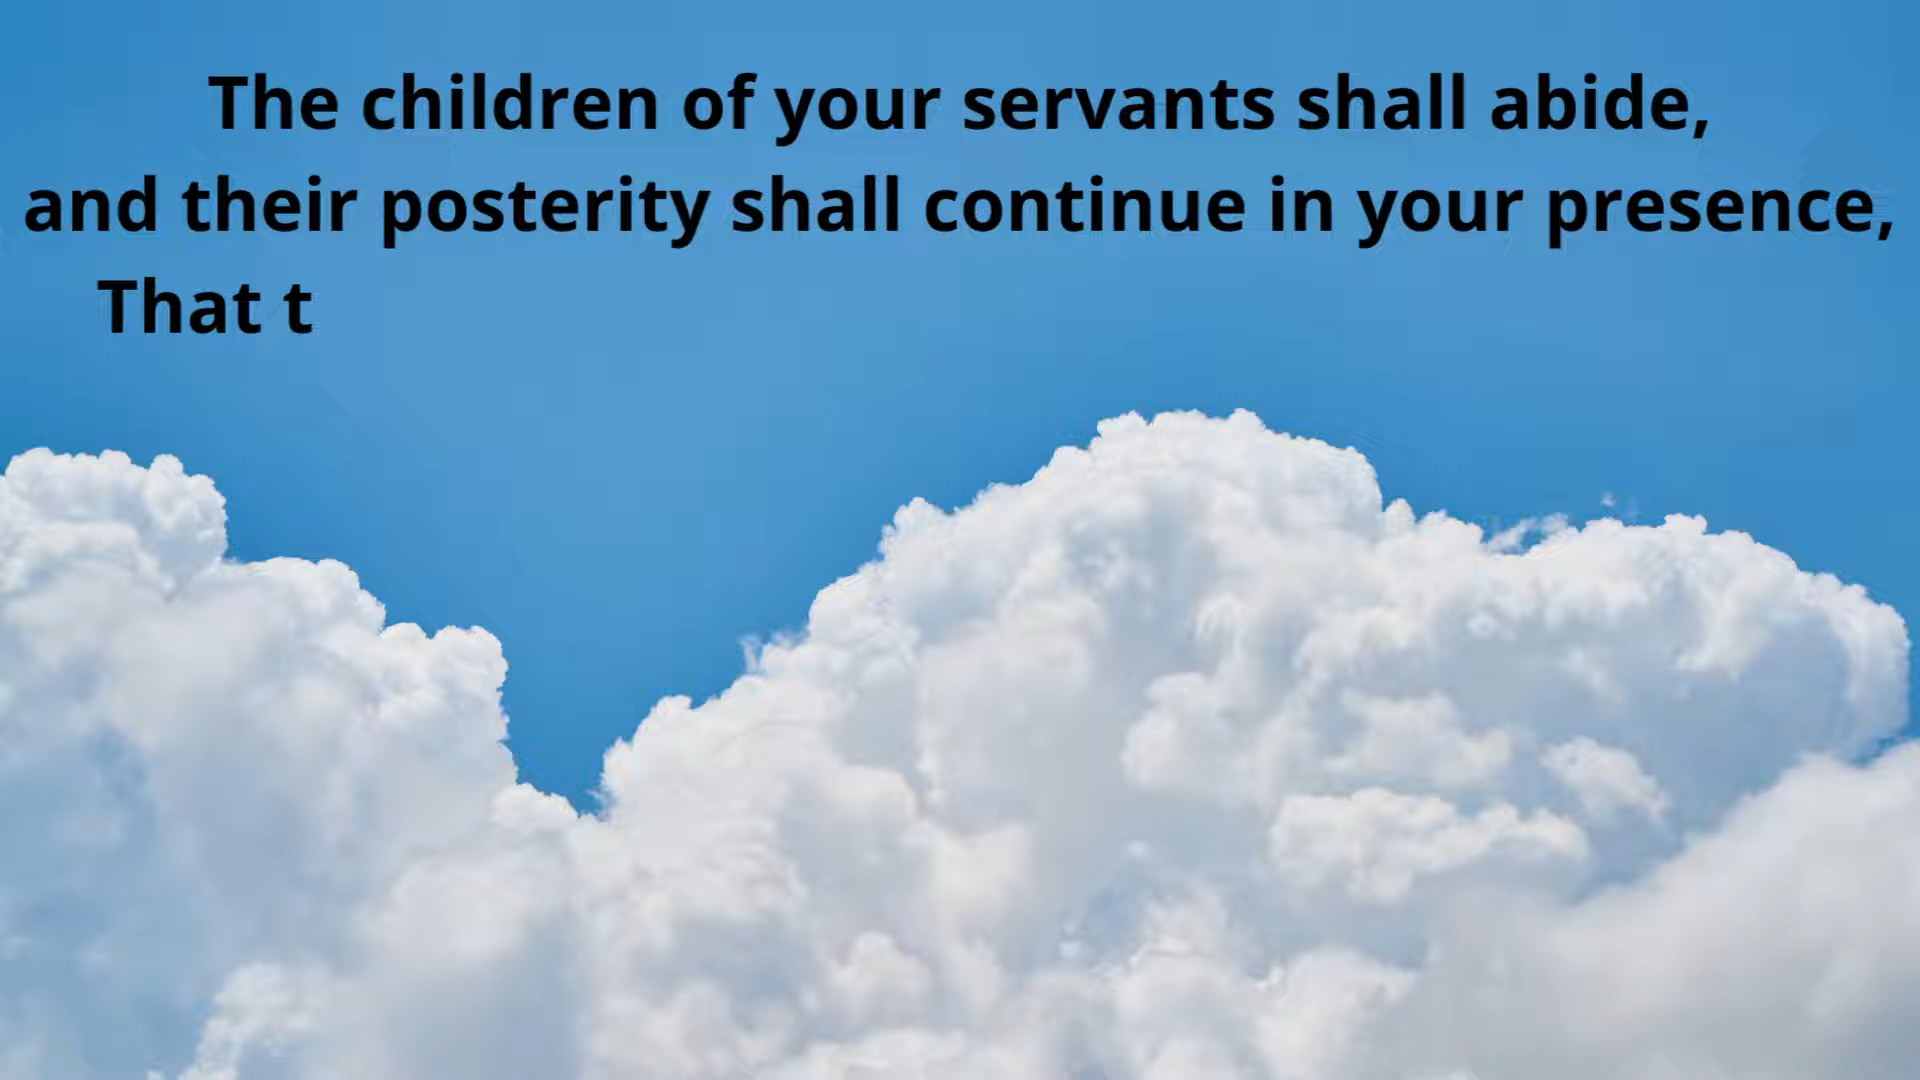 The children of your servants shall abide,
and their posterity shall continue in your presence,
That t